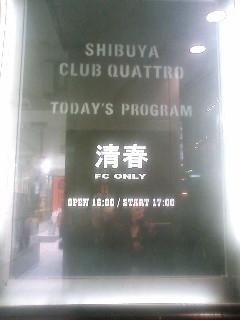 SHIBUYA
CLUB QUATTRO
TODAY'S PROGRAM
清春
FC ONLY
OPEN 16:00 / START 17:00